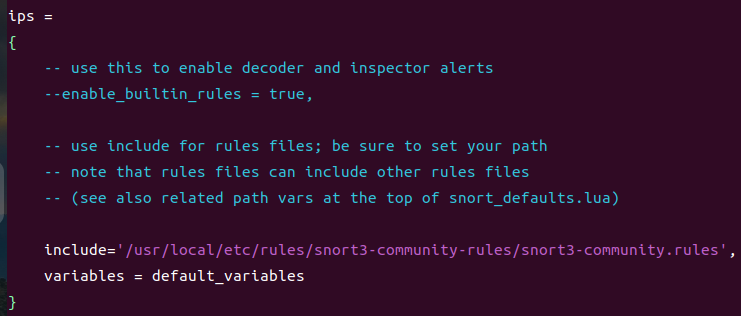 ips =
{
    -- use this to enable decoder and inspector alerts
    --enable_builtin_rules = true,

    -- use include for rules files; be sure to set your path
    -- note that rules files can include other rules files
    -- (see also related path vars at the top of snort_defaults.lua)

    include='/usr/local/etc/rules/snort3-community-rules/snort3-community.rules',
    variables = default_variables
}